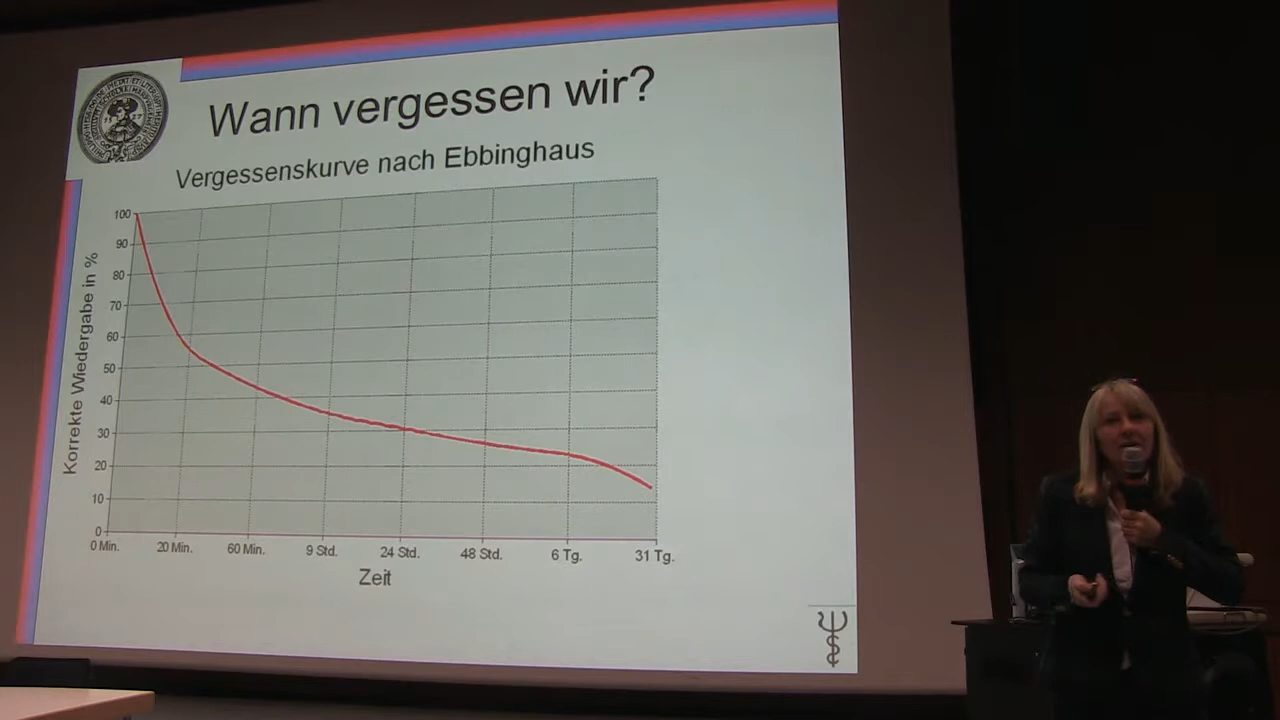 Wann vergessen wir?
Vergessenskurve nach Ebbinghaus
Korrekte Wiedergabe in %
100
90
80
70
60
50
40
30
20
10
0
0 Min.
20 Min.
60 Min.
9 Std.
24 Std.
48 Std.
6 Tg.
31 Tg.
Zeit